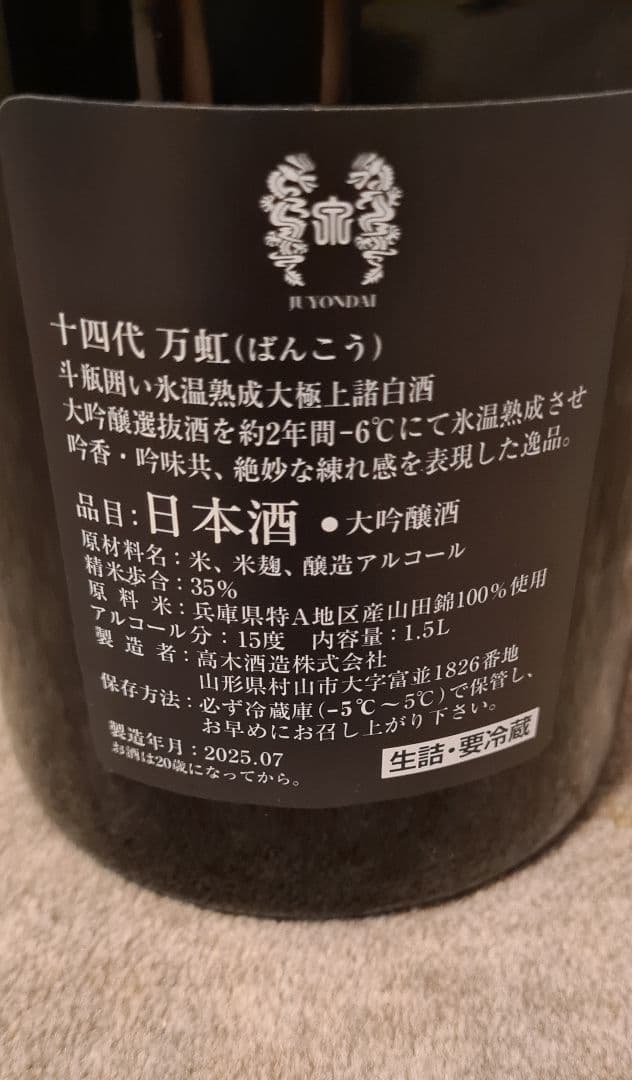 JUYONDAI
十四代 万虹(ばんこう)
斗瓶囲い氷温熟成大極上諸白酒
大吟醸選抜酒を約2年間-6℃にて氷温熟成させ
吟香・吟味共、絶妙な練れ感を表現した逸品。
品目:日本酒 ●大吟醸酒
原材料名:米、米麹、醸造アルコール
精米歩合:35%
原料米:兵庫県特A地区産山田錦100%使用
アルコール分:15度 内容量:1.5L
製造者:高木酒造株式会社
山形県村山市大字富並1826番地
保存方法:必ず冷蔵庫(-5℃〜5℃)で保管し、
お早めにお召し上がり下さい。
製造年月:2025.07
お酒は20歳になってから。
生詰・要冷蔵